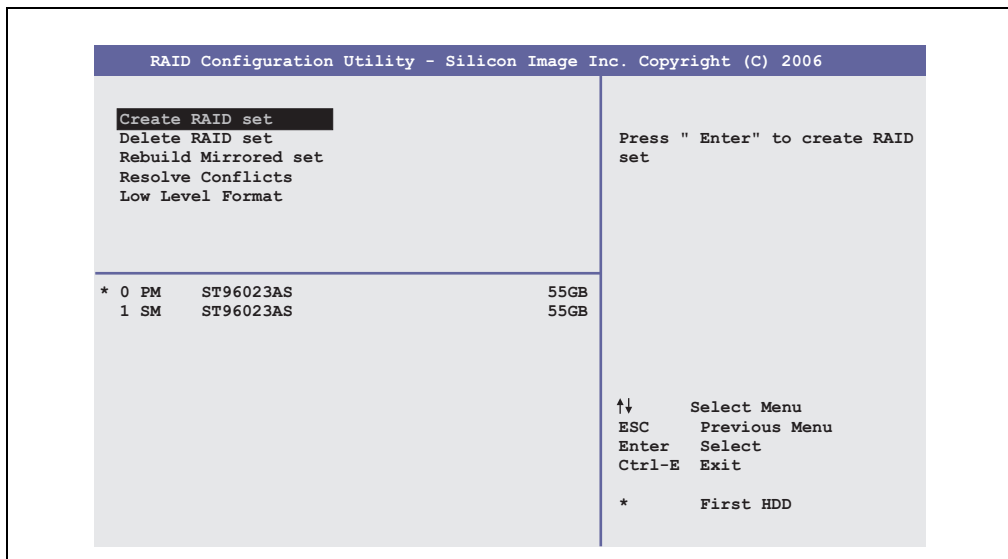 RAID Configuration Utility - Silicon Image Inc. Copyright (C) 2006
Create RAID set
Delete RAID set
Rebuild Mirrored set
Resolve Conflicts
Low Level Format
Press " Enter" to create RAID
set
* 0 PM ST96023AS 55GB
1 SM ST96023AS 55GB
↑↓ Select Menu
ESC Previous Menu
Enter Select
Ctrl-E Exit
* First HDD